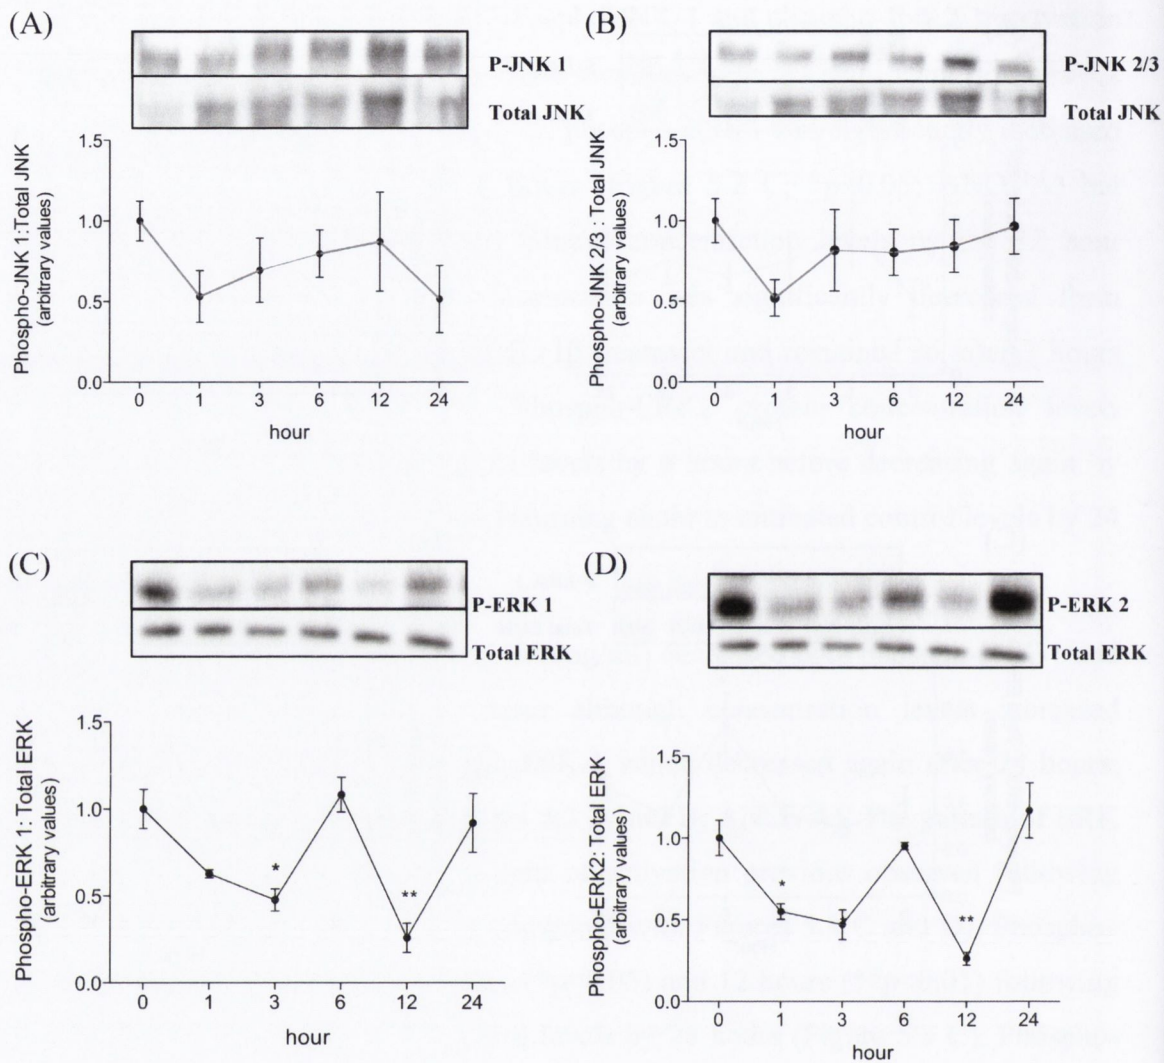 (A)
P-JNK 1
Total JNK
Phospho-JNK 1:Total JNK
(arbitrary values)
1.5
1.0
0.5
0.0
0 1 3 6 12 24
hour
(B)
P-JNK 2/3
Total JNK
Phospho-JNK 2/3 : Total JNK
(arbitrary values)
1.5
1.0
0.5
0.0
0 1 3 6 12 24
hour
(C)
P-ERK 1
Total ERK
Phospho-ERK 1: Total ERK
(arbitrary values)
1.5
1.0
0.5
0.0
*
**
0 1 3 6 12 24
hour
(D)
P-ERK 2
Total ERK
Phospho-ERK2: Total ERK
(arbitrary values)
1.5
1.0
0.5
0.0
*
**
0 1 3 6 12 24
hour